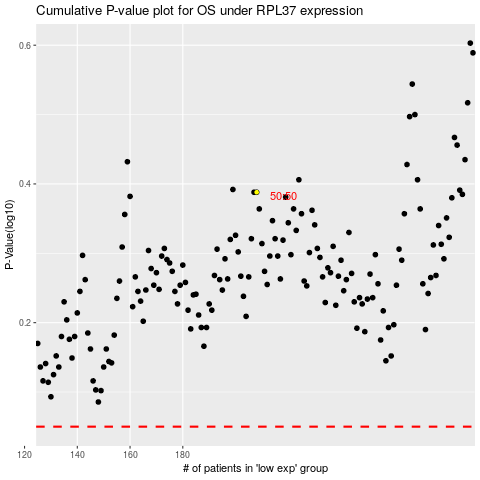 Cumulative P-value plot for OS under RPL37 expression
P-Value(log10)
0.6
0.4
0.2
50-50
120 140 160 180
# of patients in 'low exp' group